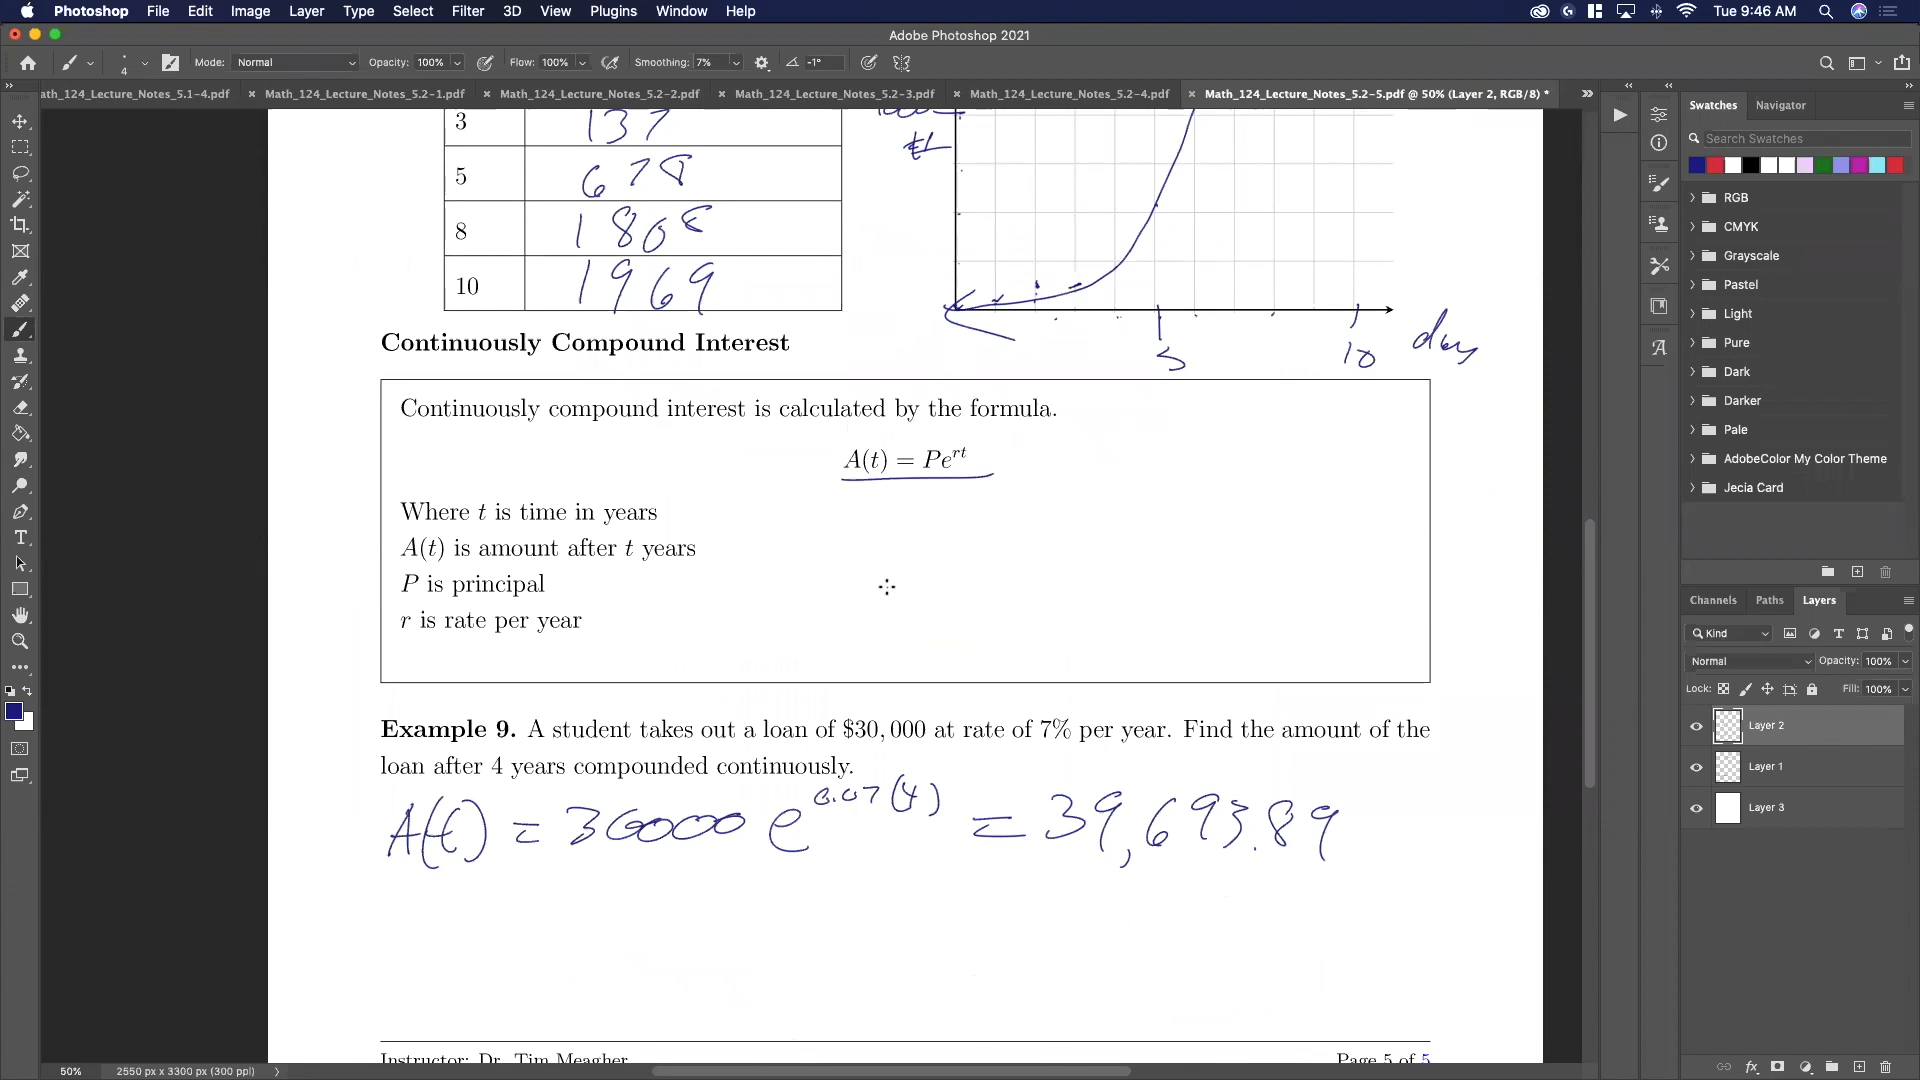 Photoshop File Edit Image Layer Type Select Filter 3D View Plugins Window Help Tue 9:46 AM
Adobe Photoshop 2021
4 Mode: Normal Opacity: 100% Flow: 100% Smoothing: 7% -1°
ath_124_Lecture_Notes_5.1-4.pdf × Math_124_Lecture_Notes_5.2-1.pdf × Math_124_Lecture_Notes_5.2-2.pdf × Math_124_Lecture_Notes_5.2-3.pdf × Math_124_Lecture_Notes_5.2-4.pdf × Math_124_Lecture_Notes_5.2-5.pdf @ 50% (Layer 2, RGB/8) *
3 137
5 678
8 1808
10 1969
5 10 days
Continuously Compound Interest
Continuously compound interest is calculated by the formula.
A(t) = Pe^{rt}
Where t is time in years
A(t) is amount after t years
P is principal
r is rate per year
Example 9. A student takes out a loan of $30,000 at rate of 7% per year. Find the amount of the
loan after 4 years compounded continuously.
A(t) = 30000 e^{0.07(4)} = 39,693.89
Instructor: Dr. Tim Meagher Page 5 of 5
50% 2550 px x 3300 px (300 ppi)
Swatches Navigator
Search Swatches
RGB
CMYK
Grayscale
Pastel
Light
Pure
Dark
Darker
Pale
AdobeColor My Color Theme
Jecia Card
Channels Paths Layers
Kind
Normal Opacity: 100%
Lock: Fill: 100%
Layer 2
Layer 1
Layer 3